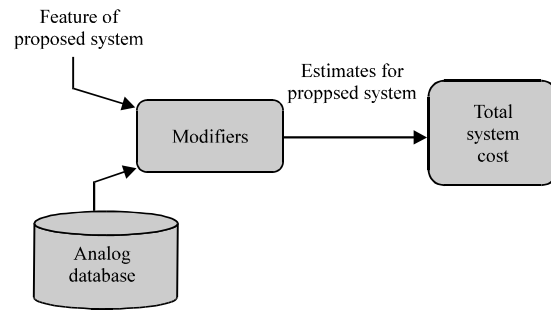 Feature of
proposed system
Estimates for
proppsed system
Modifiers
Total
system
cost
Analog
database